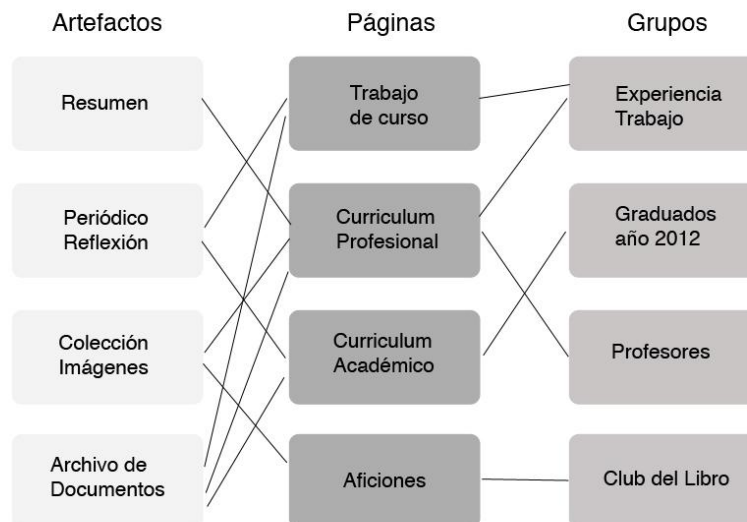 Artefactos
Páginas
Grupos
Resumen
Trabajo
de curso
Experiencia
Trabajo
Periódico
Reflexión
Curriculum
Profesional
Graduados
año 2012
Colección
Imágenes
Curriculum
Académico
Profesores
Archivo de
Documentos
Aficiones
Club del Libro